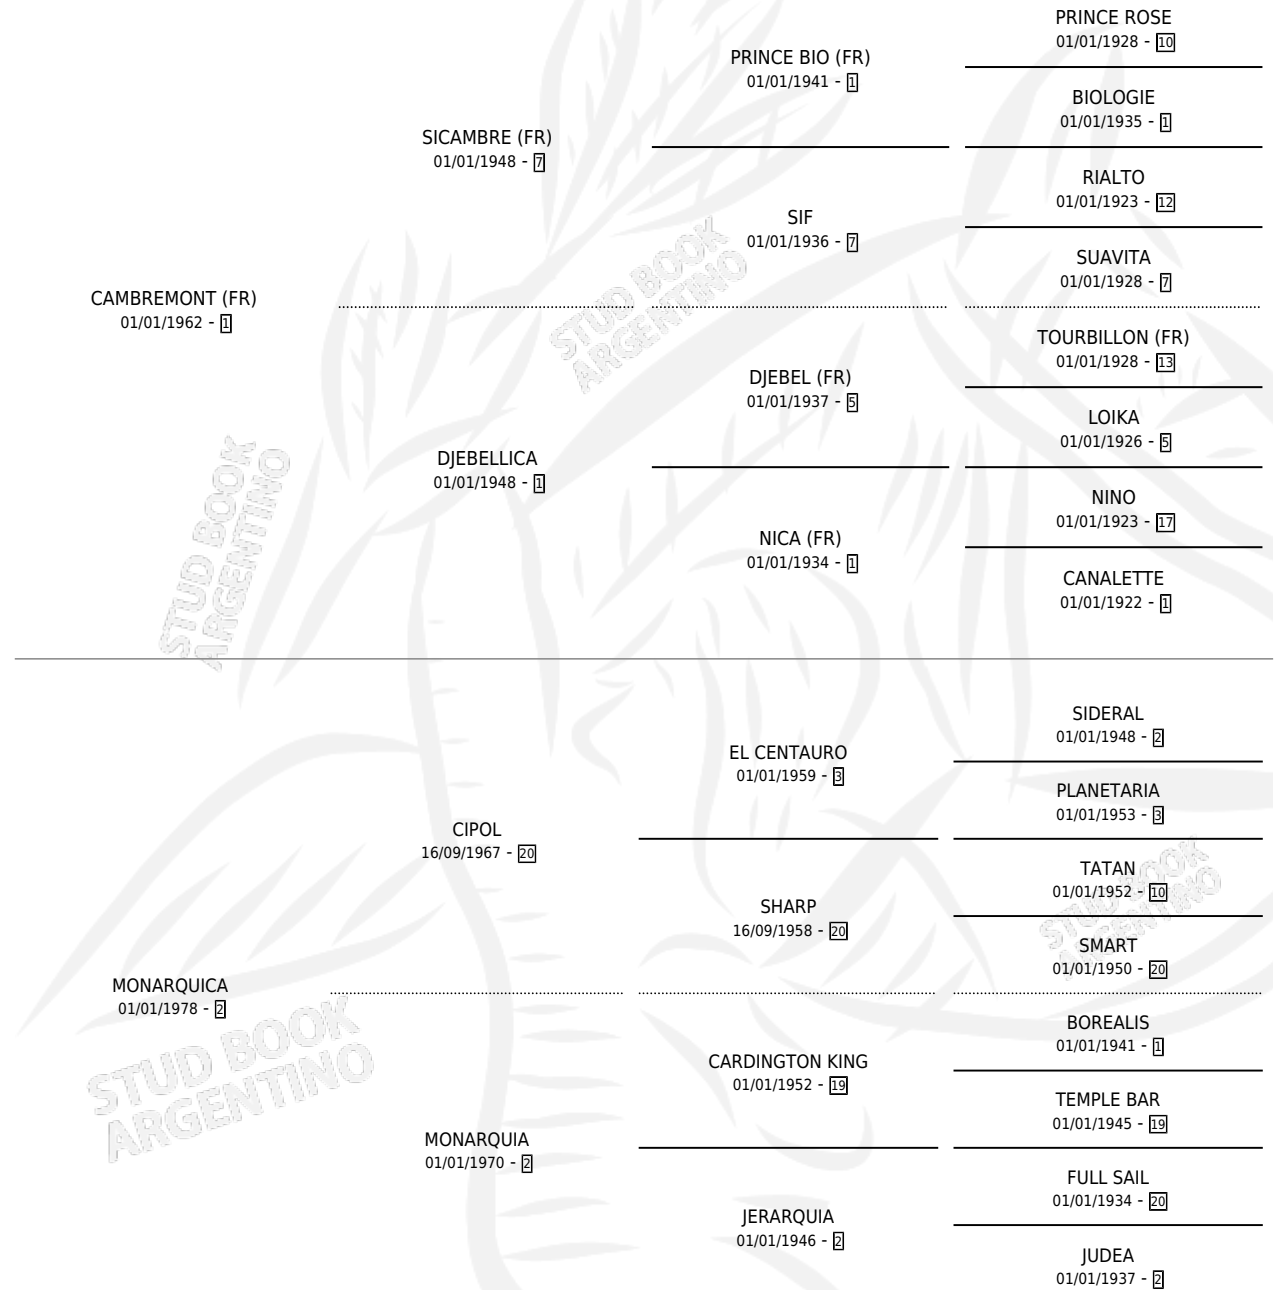 PRINCE ROSE
01/01/1928 - 10
PRINCE BIO (FR)
01/01/1941 - 1
BIOLOGIE
01/01/1935 - 1
SICAMBRE (FR)
01/01/1948 - 7
RIALTO
01/01/1923 - 12
SIF
01/01/1936 - 7
SUAVITA
01/01/1928 - 7
CAMBREMONT (FR)
01/01/1962 - 1
TOURBILLON (FR)
01/01/1928 - 13
DJEBEL (FR)
01/01/1937 - 5
LOIKA
01/01/1926 - 5
DJEBELLICA
01/01/1948 - 1
NINO
01/01/1923 - 17
NICA (FR)
01/01/1934 - 1
CANALETTE
01/01/1922 - 1
STUD BOOK
ARGENTINO
STUD BOOK
ARGENTINO
SIDERAL
01/01/1948 - 2
EL CENTAURO
01/01/1959 - 3
PLANETARIA
01/01/1953 - 3
CIPOL
16/09/1967 - 20
TATAN
01/01/1952 - 10
SHARP
16/09/1958 - 20
SMART
01/01/1950 - 20
STUD BOOK
ARGENTINO
MONARQUICA
01/01/1978 - 2
BOREALIS
01/01/1941 - 1
CARDINGTON KING
01/01/1952 - 19
TEMPLE BAR
01/01/1945 - 19
MONARQUIA
01/01/1970 - 2
FULL SAIL
01/01/1934 - 20
JERARQUIA
01/01/1946 - 2
JUDEA
01/01/1937 - 2
STUD BOOK
ARGENTINO